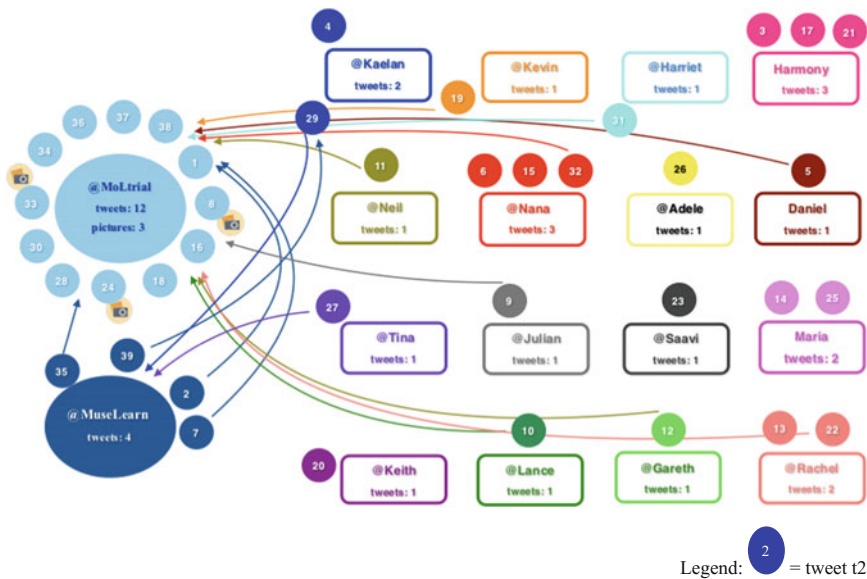 4
3 17 21
@Kaelan
tweets: 2
@Kevin
tweets: 1
@Harriet
tweets: 1
Harmony
tweets: 3
19
29
31
37
36
38
34
1
33
8
30
16
28
24
18
@MoLtrial
tweets: 12
pictures: 3
11
6 15 32
26
5
@Neil
tweets: 1
@Nana
tweets: 3
@Adele
tweets: 1
Daniel
tweets: 1
27
9
23
14 25
@Tina
tweets: 1
@Julian
tweets: 1
@Saavi
tweets: 1
Maria
tweets: 2
39
35
2
7
@MuseLearn
tweets: 4
20
10
12
13 22
@Keith
tweets: 1
@Lance
tweets: 1
@Gareth
tweets: 1
@Rachel
tweets: 2
Legend: 2 = tweet t2